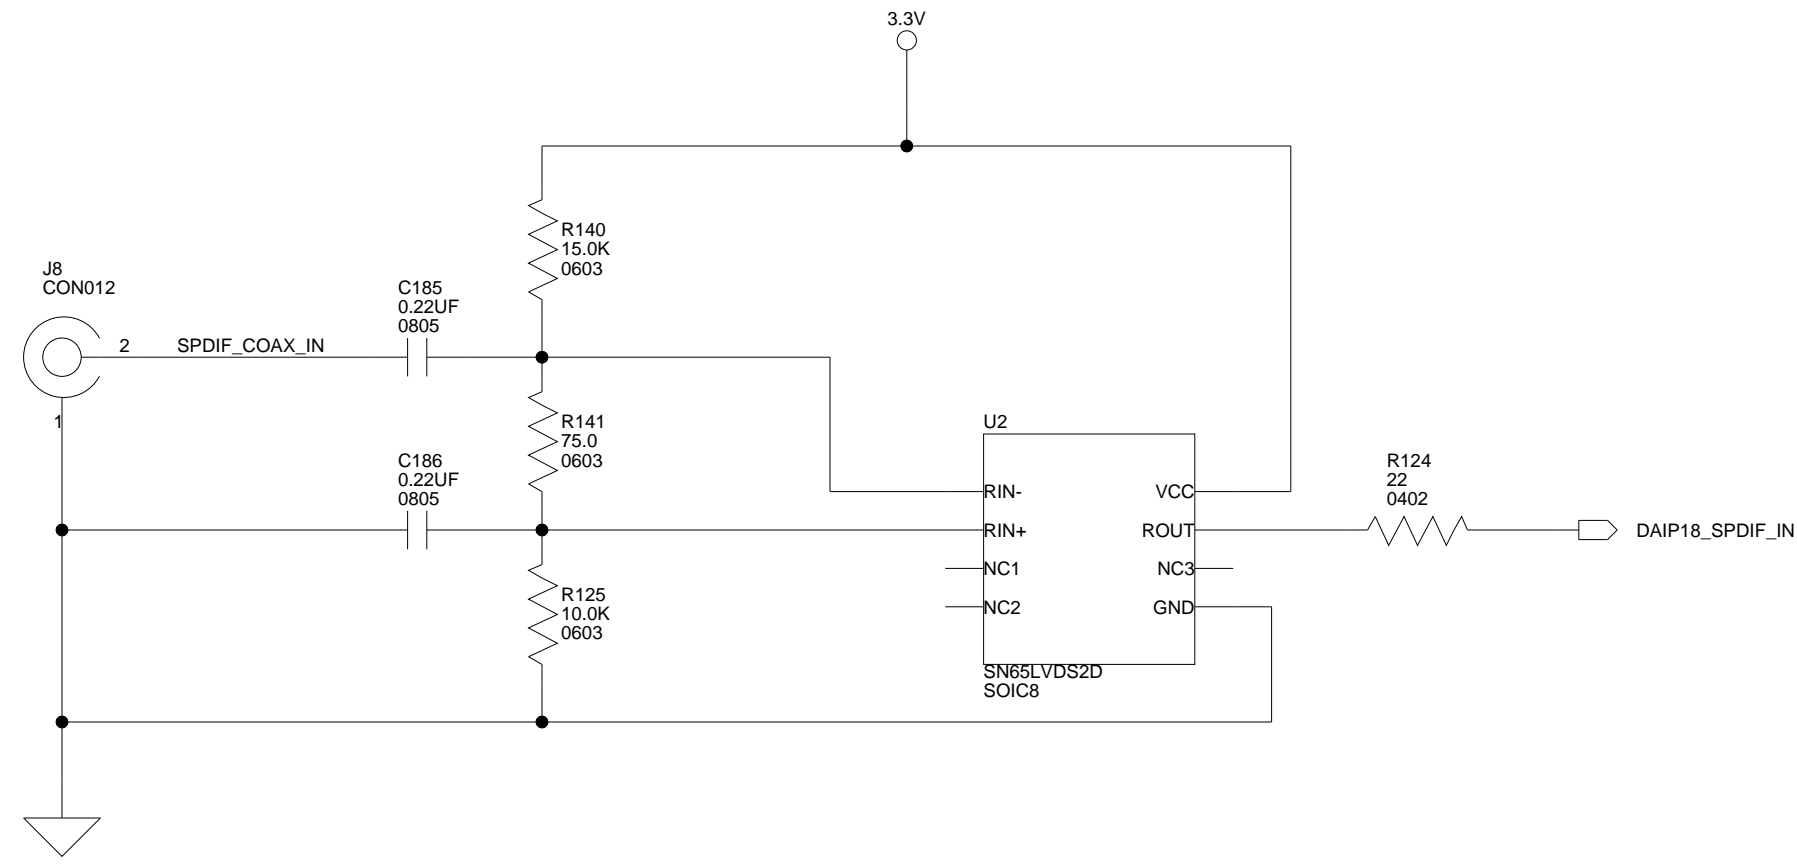 3.3V
R140
15.0K
0603
J8
CON012
C185
0.22UF
0805
2
SPDIF_COAX_IN
1
R141
75.0
0603
C186
0.22UF
0805
U2
RIN-
VCC
RIN+
ROUT
NC1
NC3
NC2
GND
SN65LVDS2D
SOIC8
R124
22
0402
DAIP18_SPDIF_IN
R125
10.0K
0603